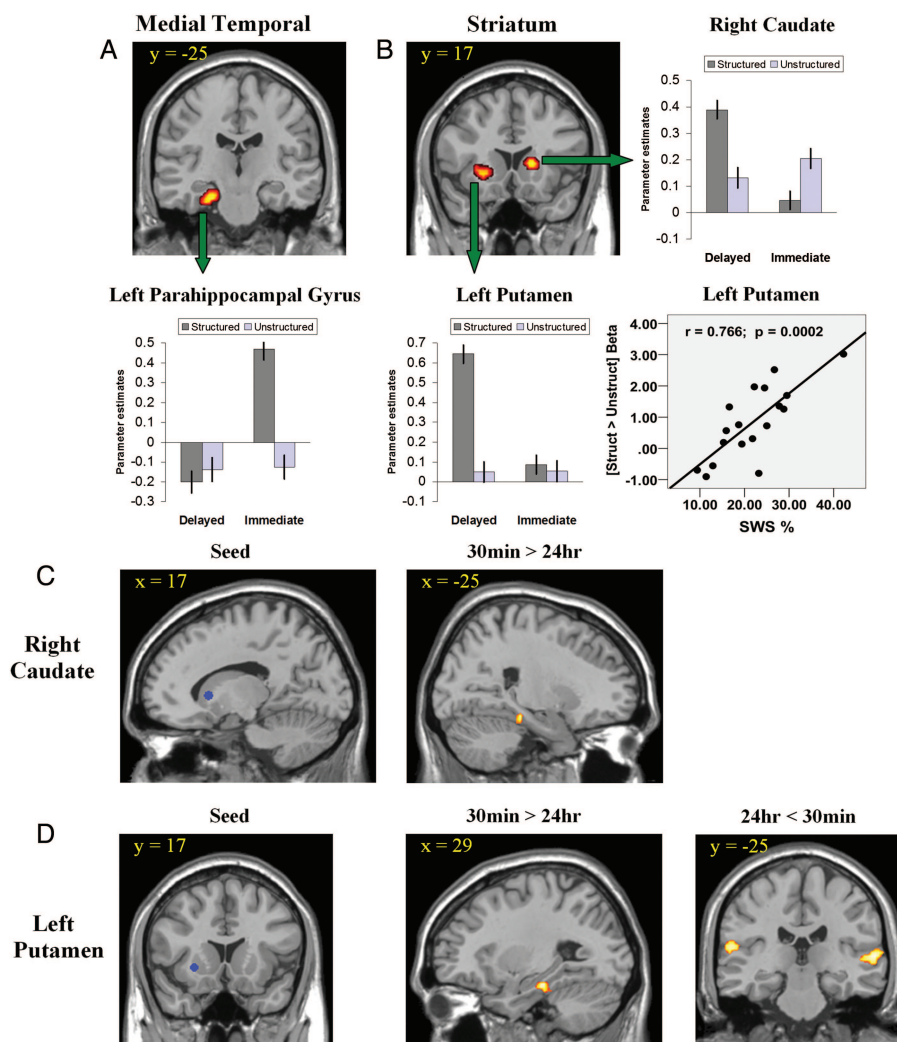 Medial Temporal
A
y = -25
Striatum
B
y = 17
Right Caudate
Structured Unstructured
Parameter estimates
0.5
0.4
0.3
0.2
0.1
0
-0.1
Delayed Immediate
Left Parahippocampal Gyrus
Structured Unstructured
Parameter estimates
0.5
0.4
0.3
0.2
0.1
0
-0.1
-0.2
-0.3
Delayed Immediate
Left Putamen
Structured Unstructured
Parameter estimates
0.7
0.6
0.5
0.4
0.3
0.2
0.1
0
-0.1
Delayed Immediate
Left Putamen
r = 0.766; p = 0.0002
[Struct > Unstruct] Beta
4.00
3.00
2.00
1.00
.00
-1.00
10.00 20.00 30.00 40.00
SWS %
C
Right
Caudate
Seed
x = 17
30min > 24hr
x = -25
D
Left
Putamen
Seed
y = 17
30min > 24hr
x = 29
24hr < 30min
y = -25